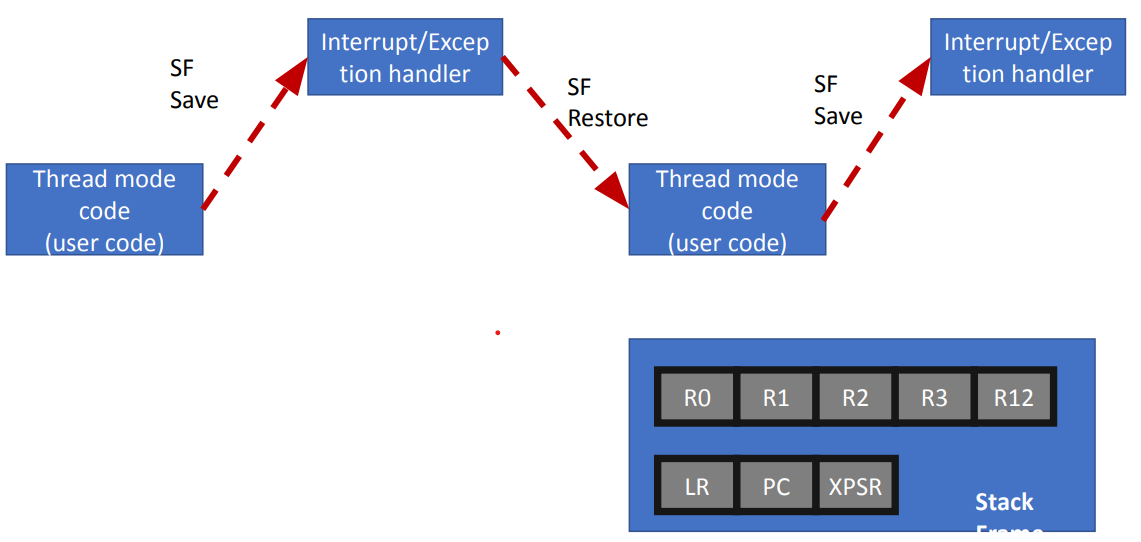 Interrupt/Excep
tion handler
Interrupt/Excep
tion handler
SF
Save
SF
Restore
SF
Save
Thread mode
code
(user code)
Thread mode
code
(user code)
R0 R1 R2 R3 R12
LR PC XPSR
Stack
Frame